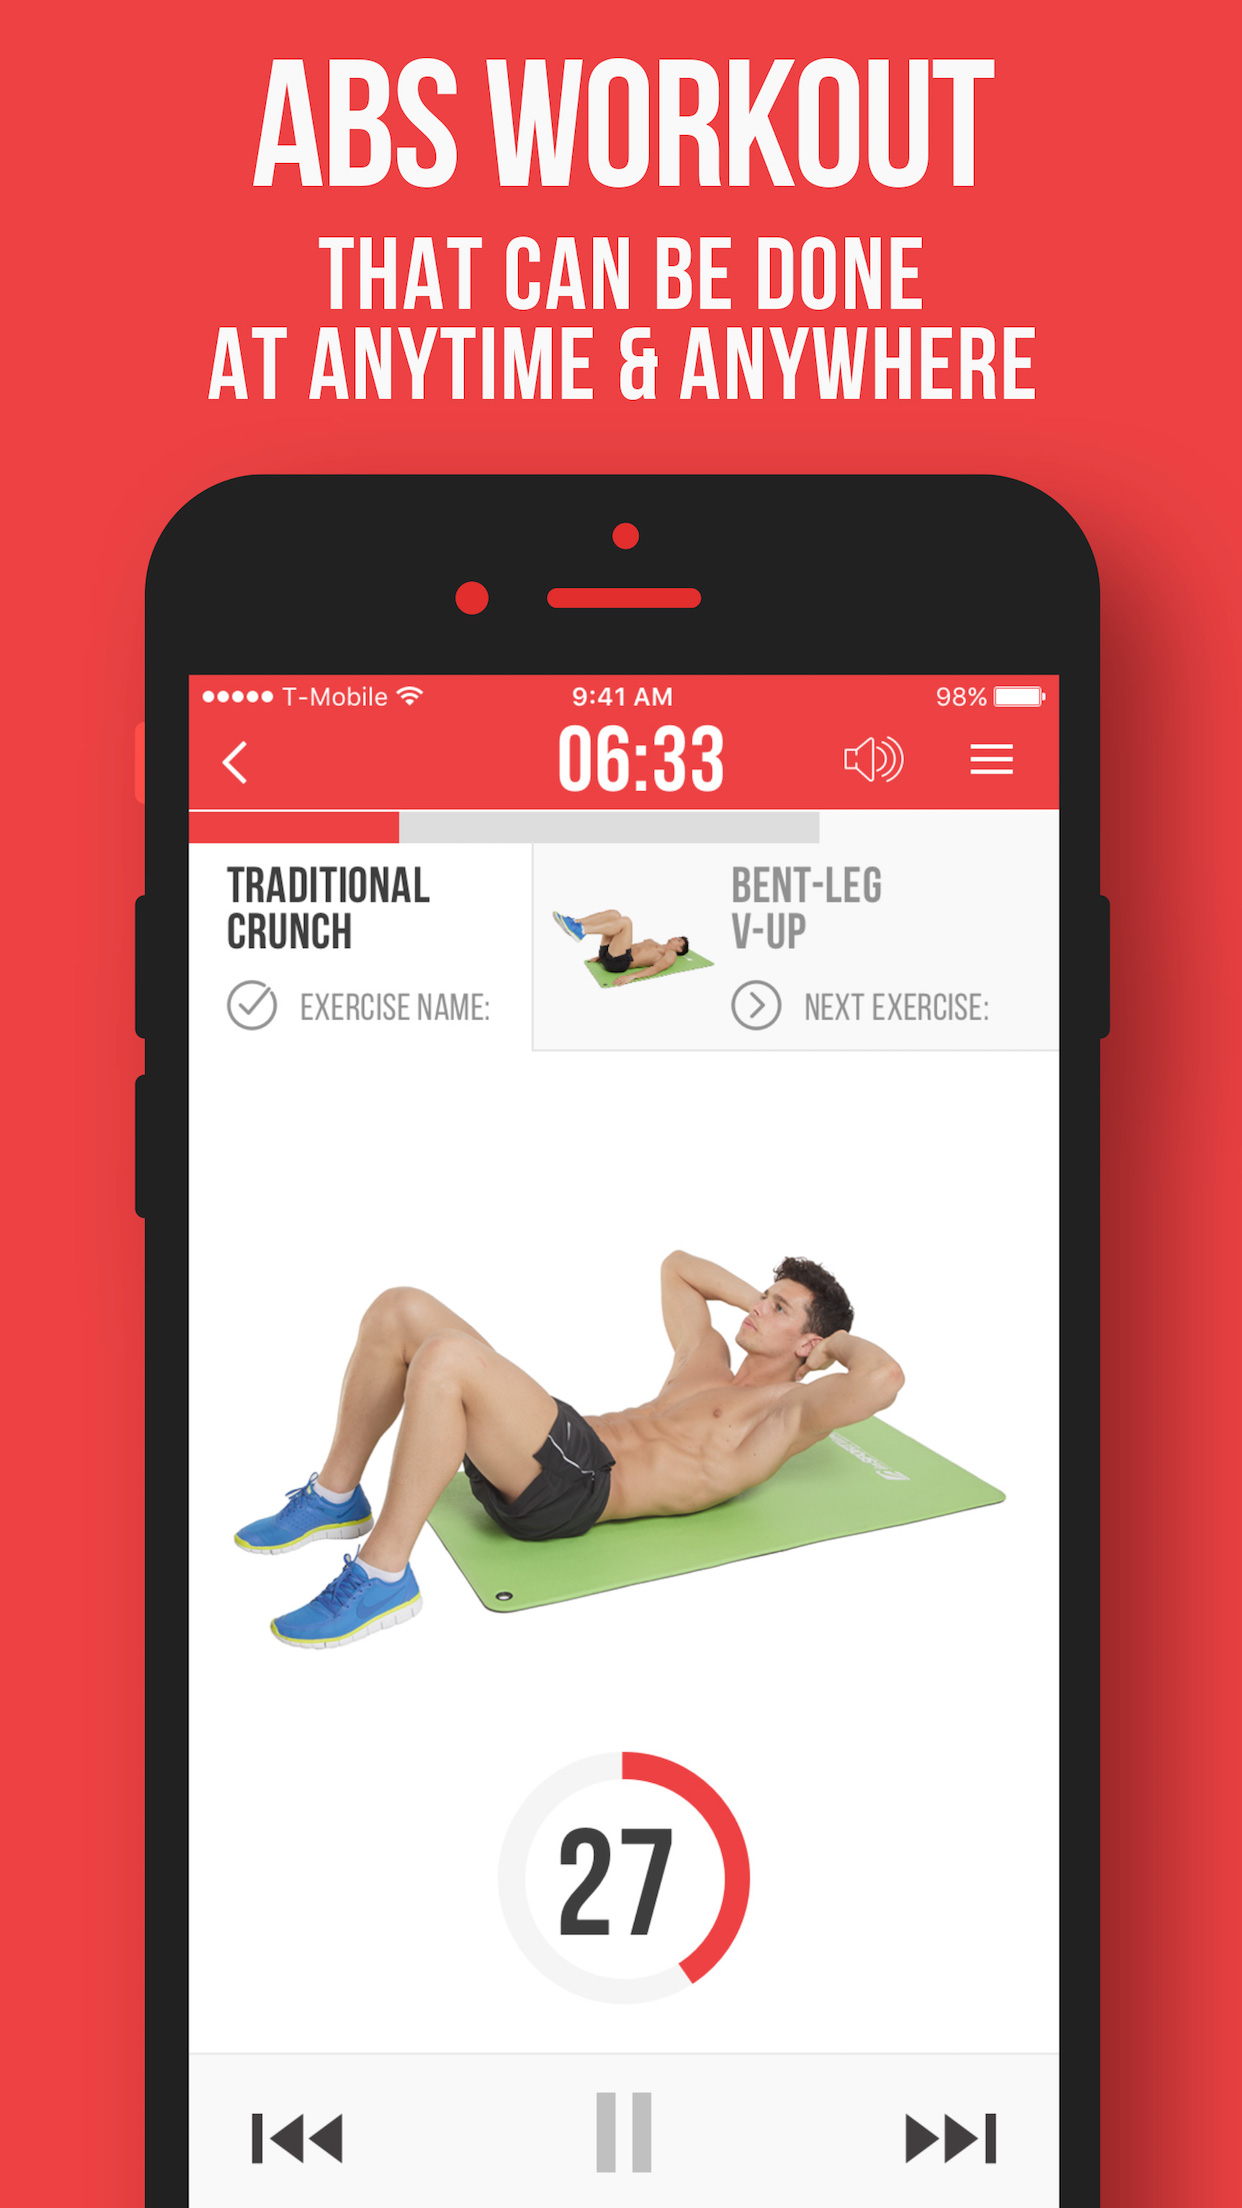 ABS WORKOUT
THAT CAN BE DONE
AT ANYTIME & ANYWHERE
T-Mobile 9:41 AM 98%
06:33
TRADITIONAL
CRUNCH
EXERCISE NAME:
BENT-LEG
V-UP
NEXT EXERCISE:
27